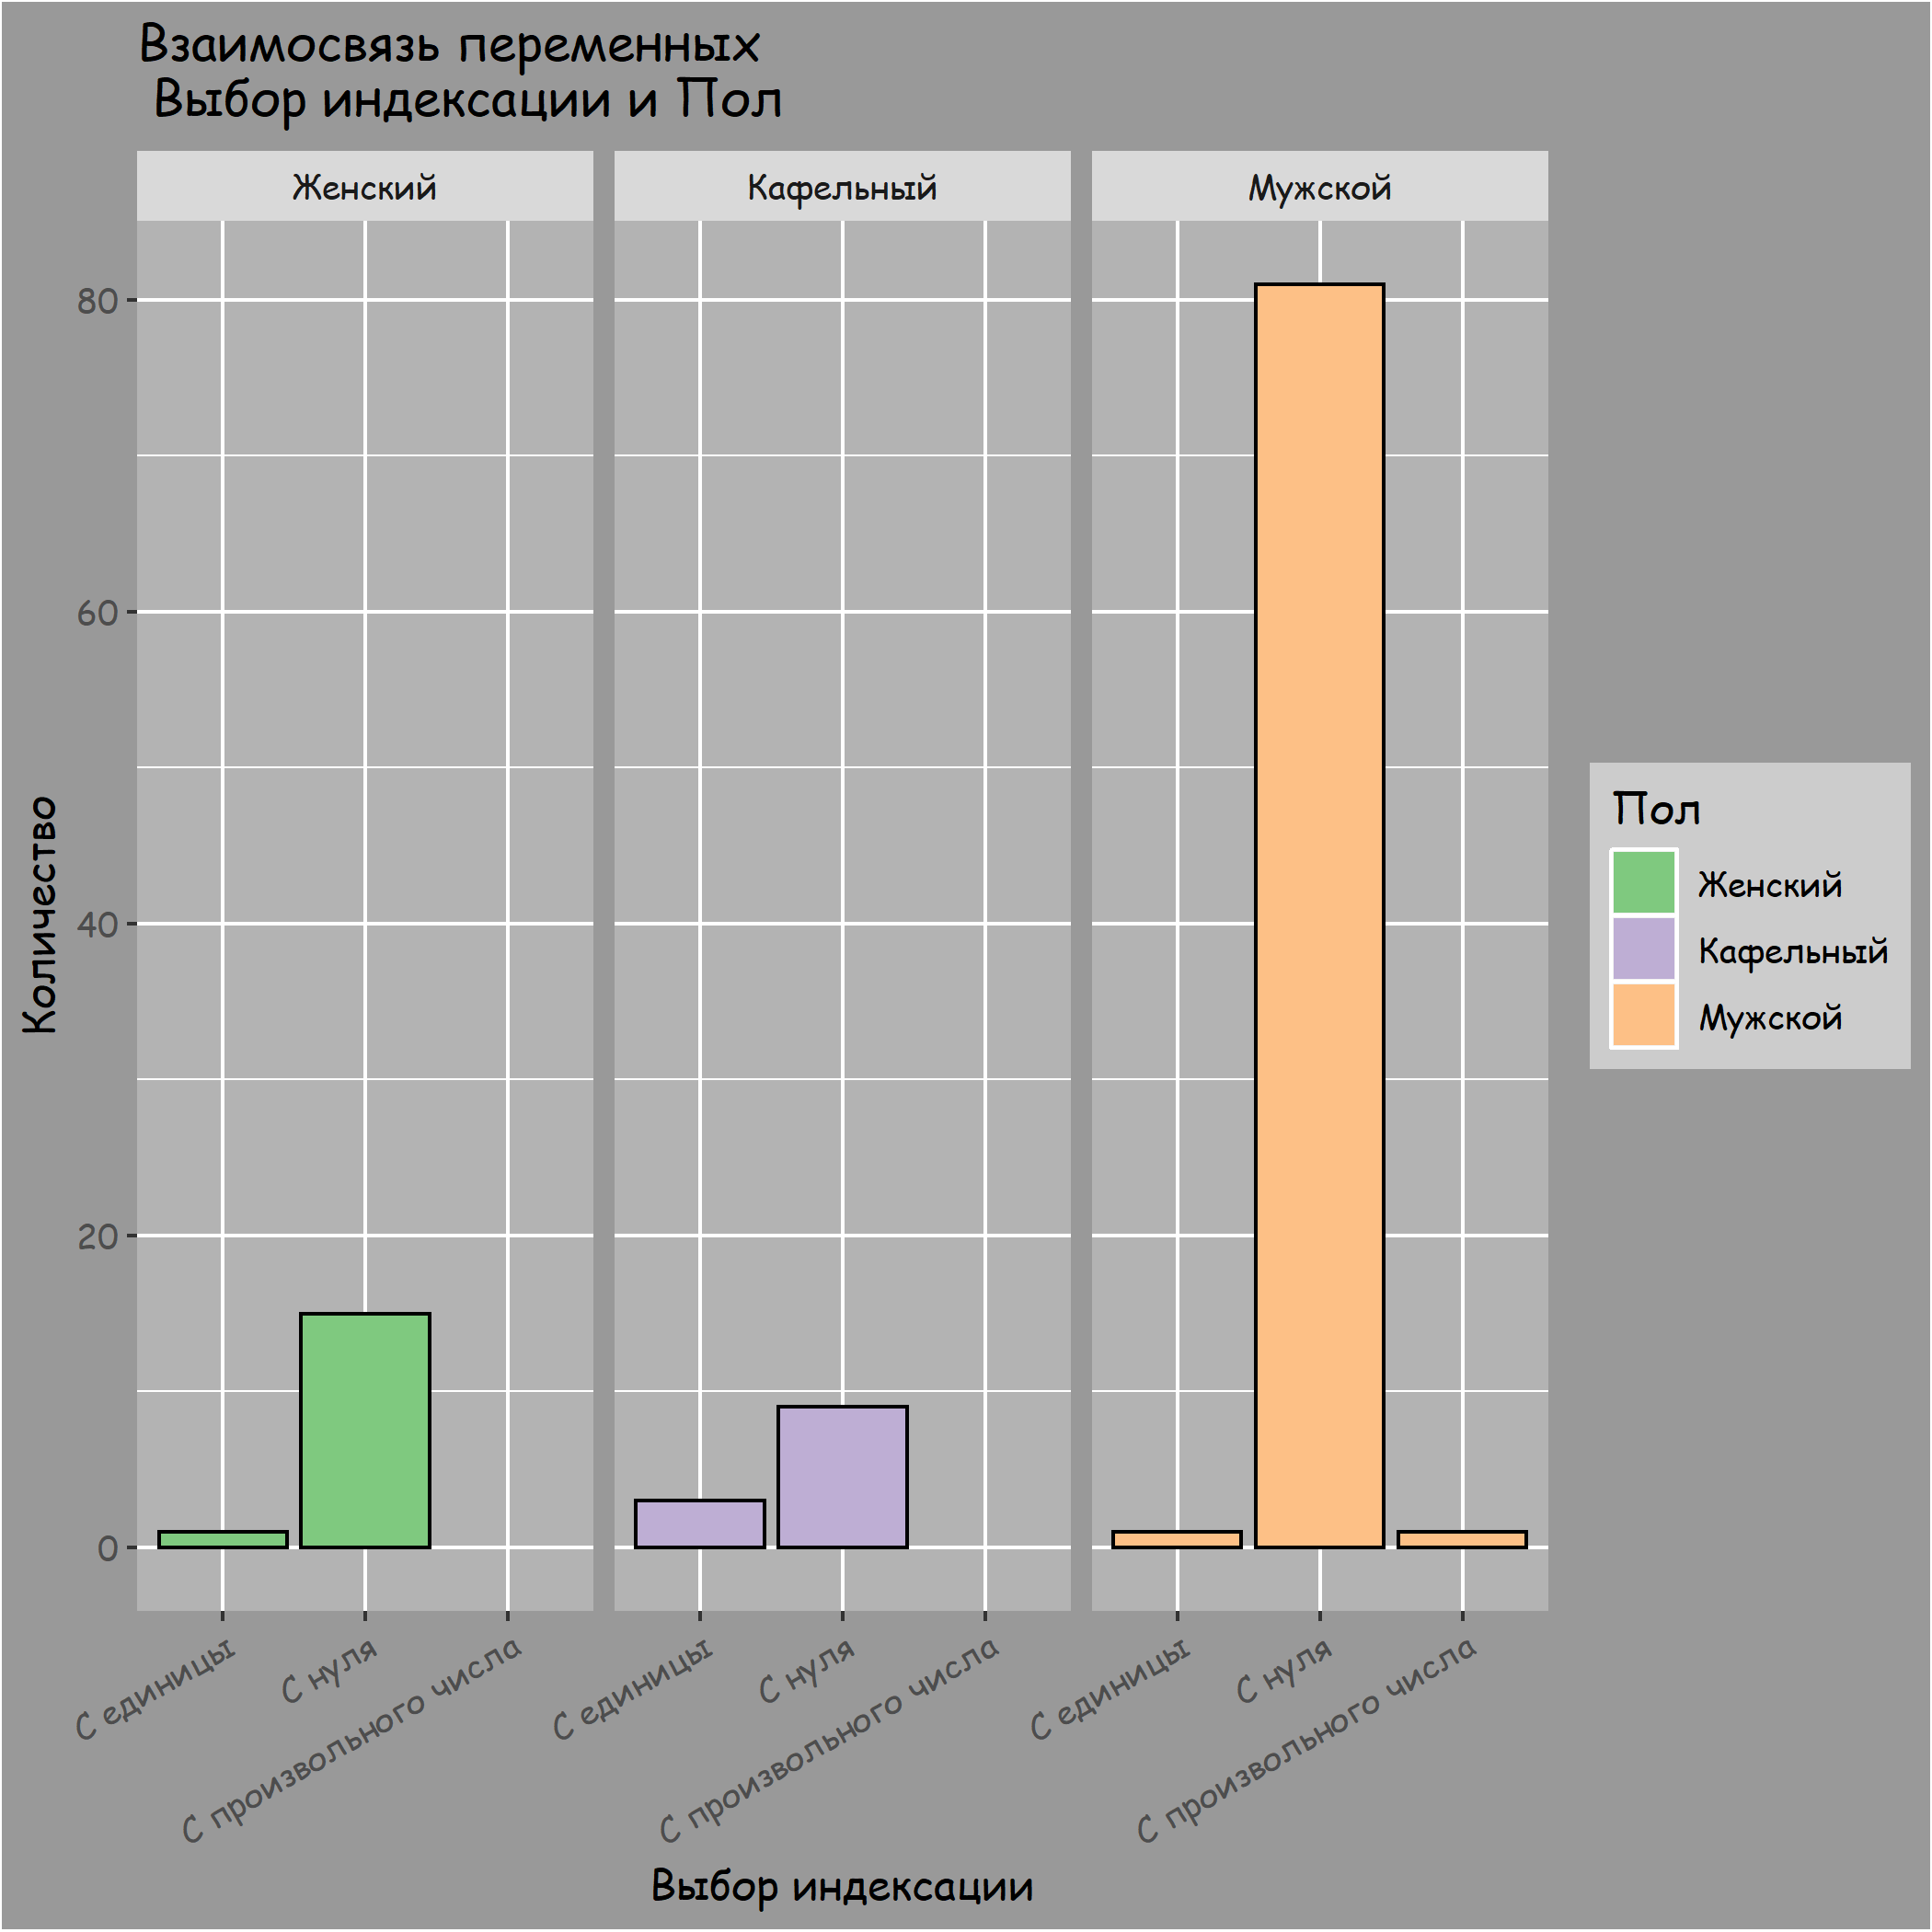 Взаимосвязь переменных
Выбор индексации и Пол
Женский
Кафельный
Мужской
80
60
40
20
0
Количество
С единицы
С нуля
С произвольного числа
С единицы
С нуля
С произвольного числа
С единицы
С нуля
С произвольного числа
Выбор индексации
Пол
Женский
Кафельный
Мужской